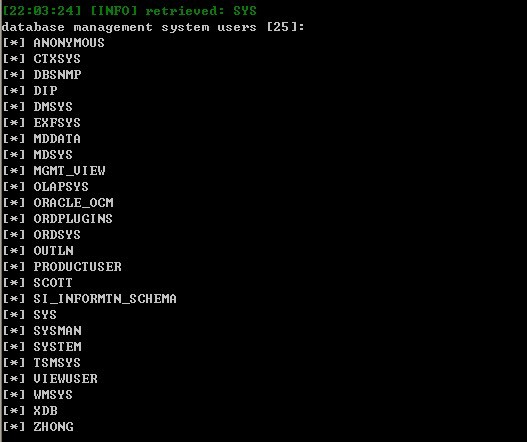 [22:03:24] [INFO] retrieved: SYS
database management system users [25]:
[*] ANONYMOUS
[*] CTXSYS
[*] DBSNMP
[*] DIP
[*] DMSYS
[*] EXFSYS
[*] MDDATA
[*] MDSYS
[*] MGMT_VIEW
[*] OLAPSYS
[*] ORACLE_OCM
[*] ORDPLUGINS
[*] ORDSYS
[*] OUTLN
[*] PRODUCTUSER
[*] SCOTT
[*] SI_INFORMTN_SCHEMA
[*] SYS
[*] SYSMAN
[*] SYSTEM
[*] TSMSYS
[*] VIEWUSER
[*] WMSYS
[*] XDB
[*] ZHONG